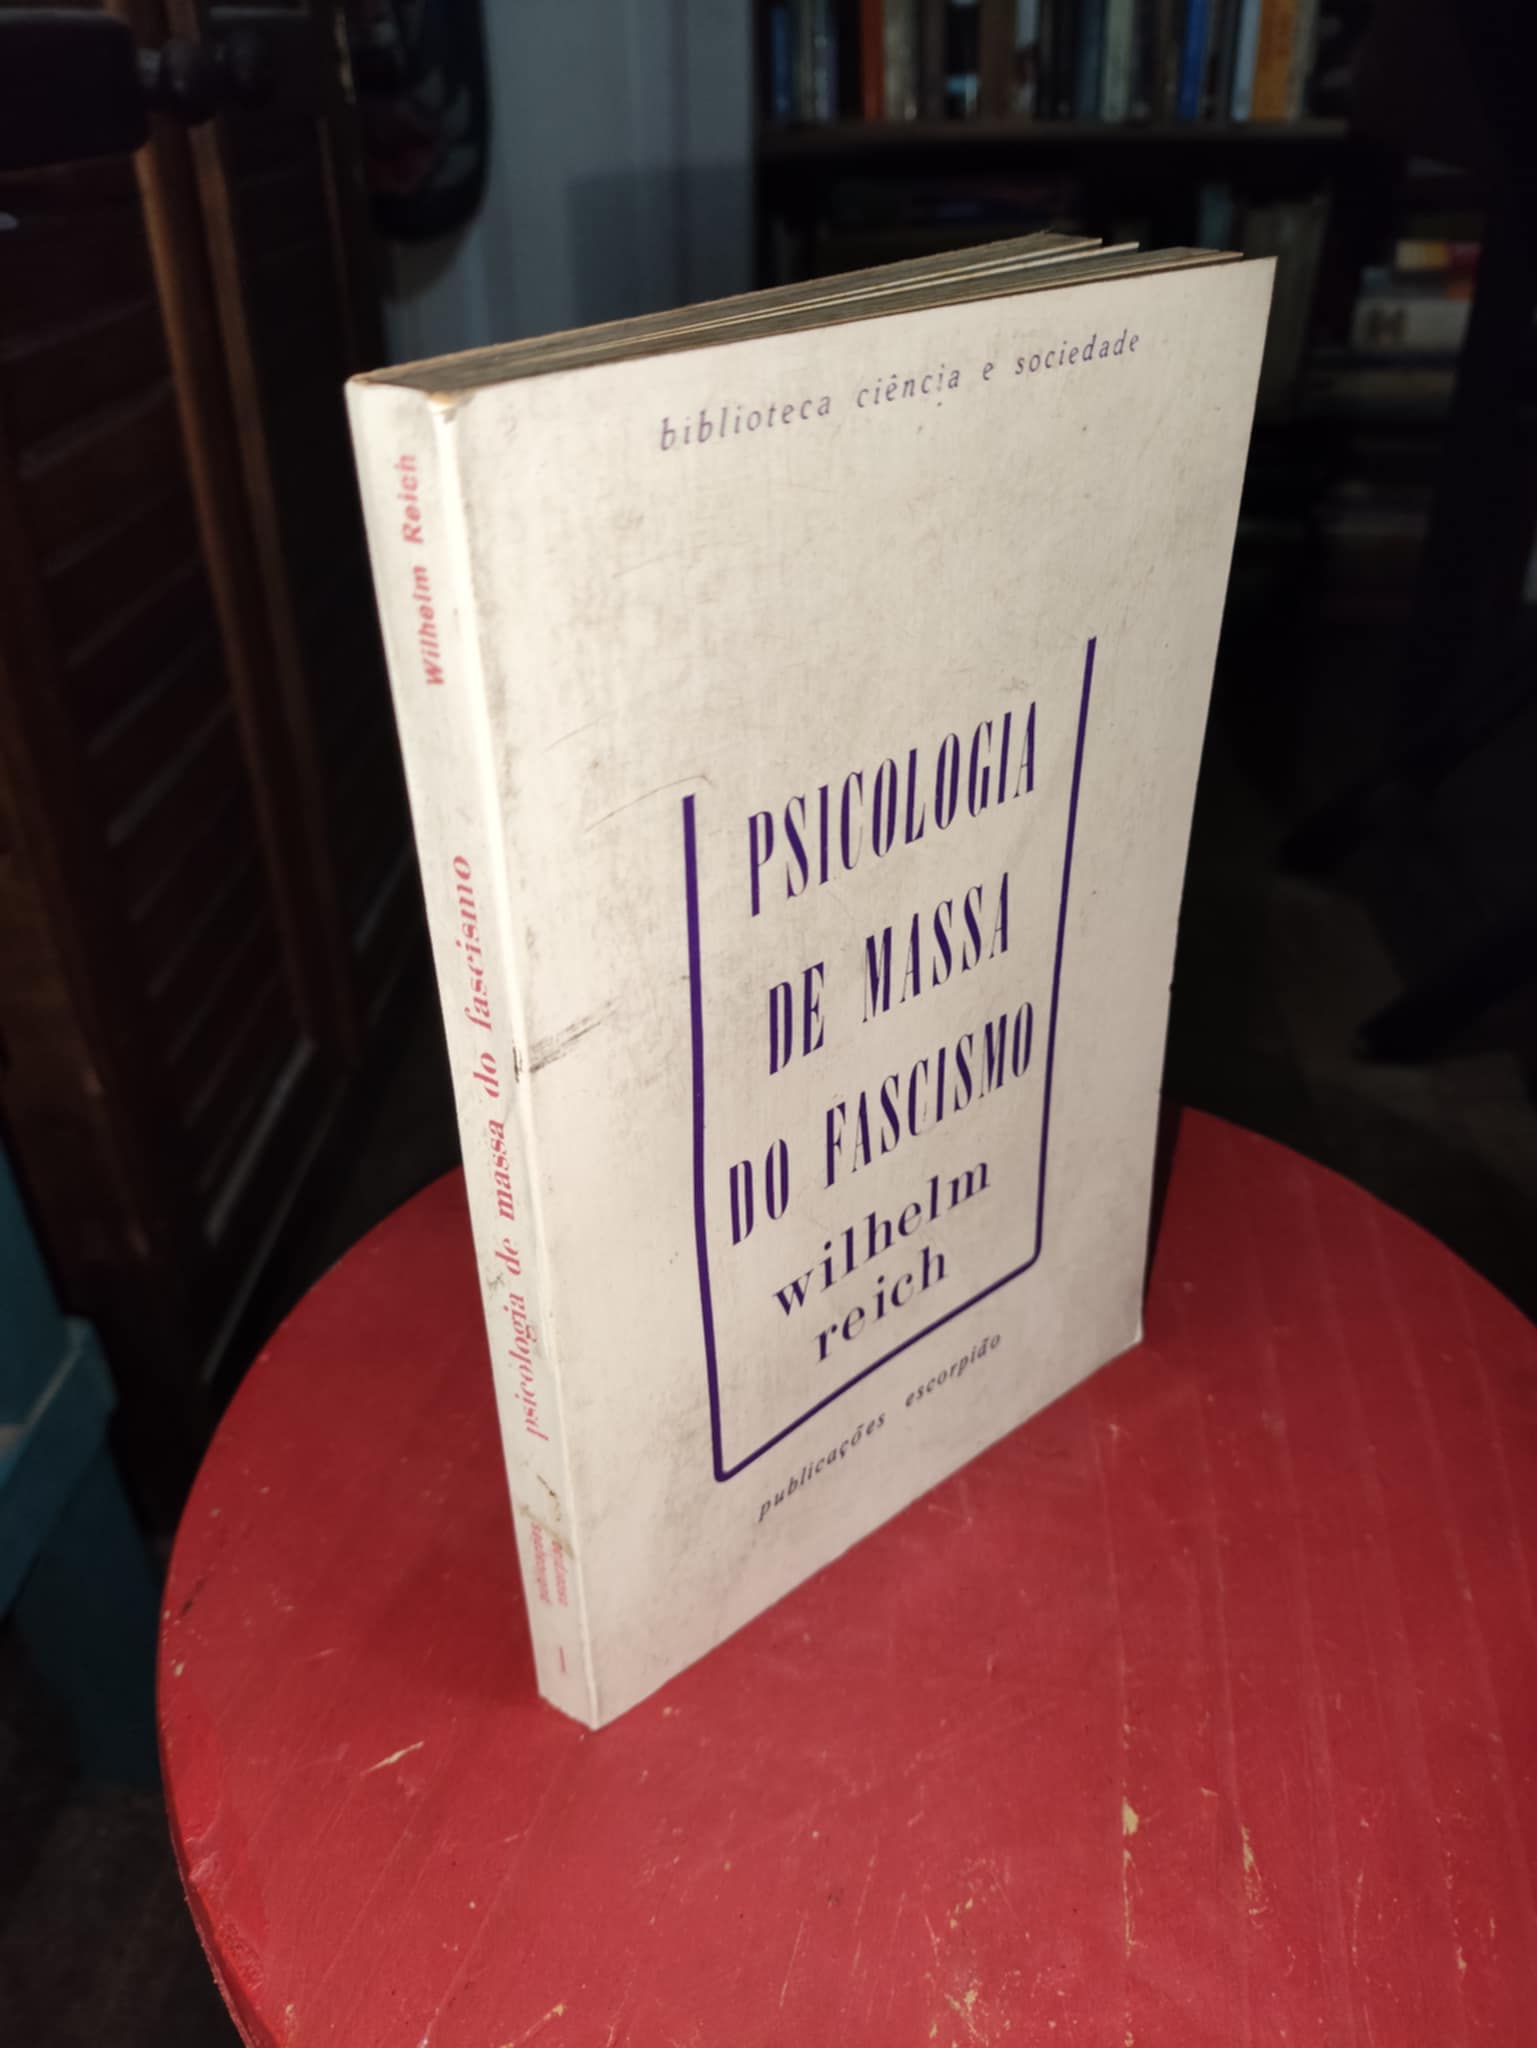 biblioteca ciência e sociedade
PSICOLOGIA
DE MASSA
DO FASCISMO
wilhelm
reich
publicações escorpião
Wilhelm Reich
psicologia de massa do fascismo